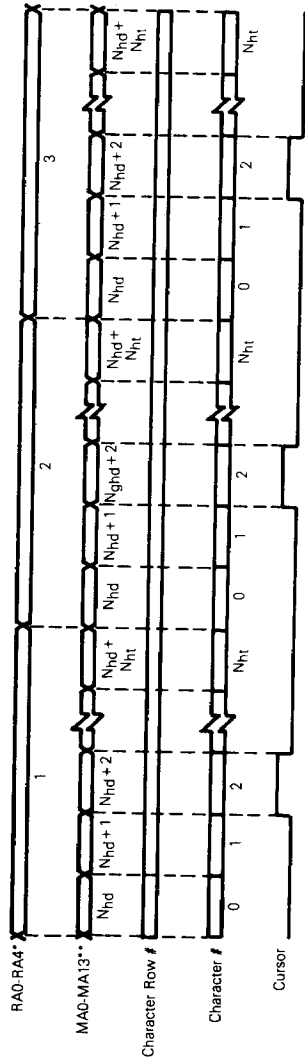 RA0-RA4* 1 2 3
MA0-MA13** Nhd Nhd+1 Nhd+2 Nhd+ Nhd Nhd+1 Nghd+2 Nhd+ Nhd Nhd+1 Nhd+2 Nhd+
Nht Nht Nht
Character Row #
Character # 0 1 2 Nht 0 1 2 Nht 0 1 2 Nht
Cursor